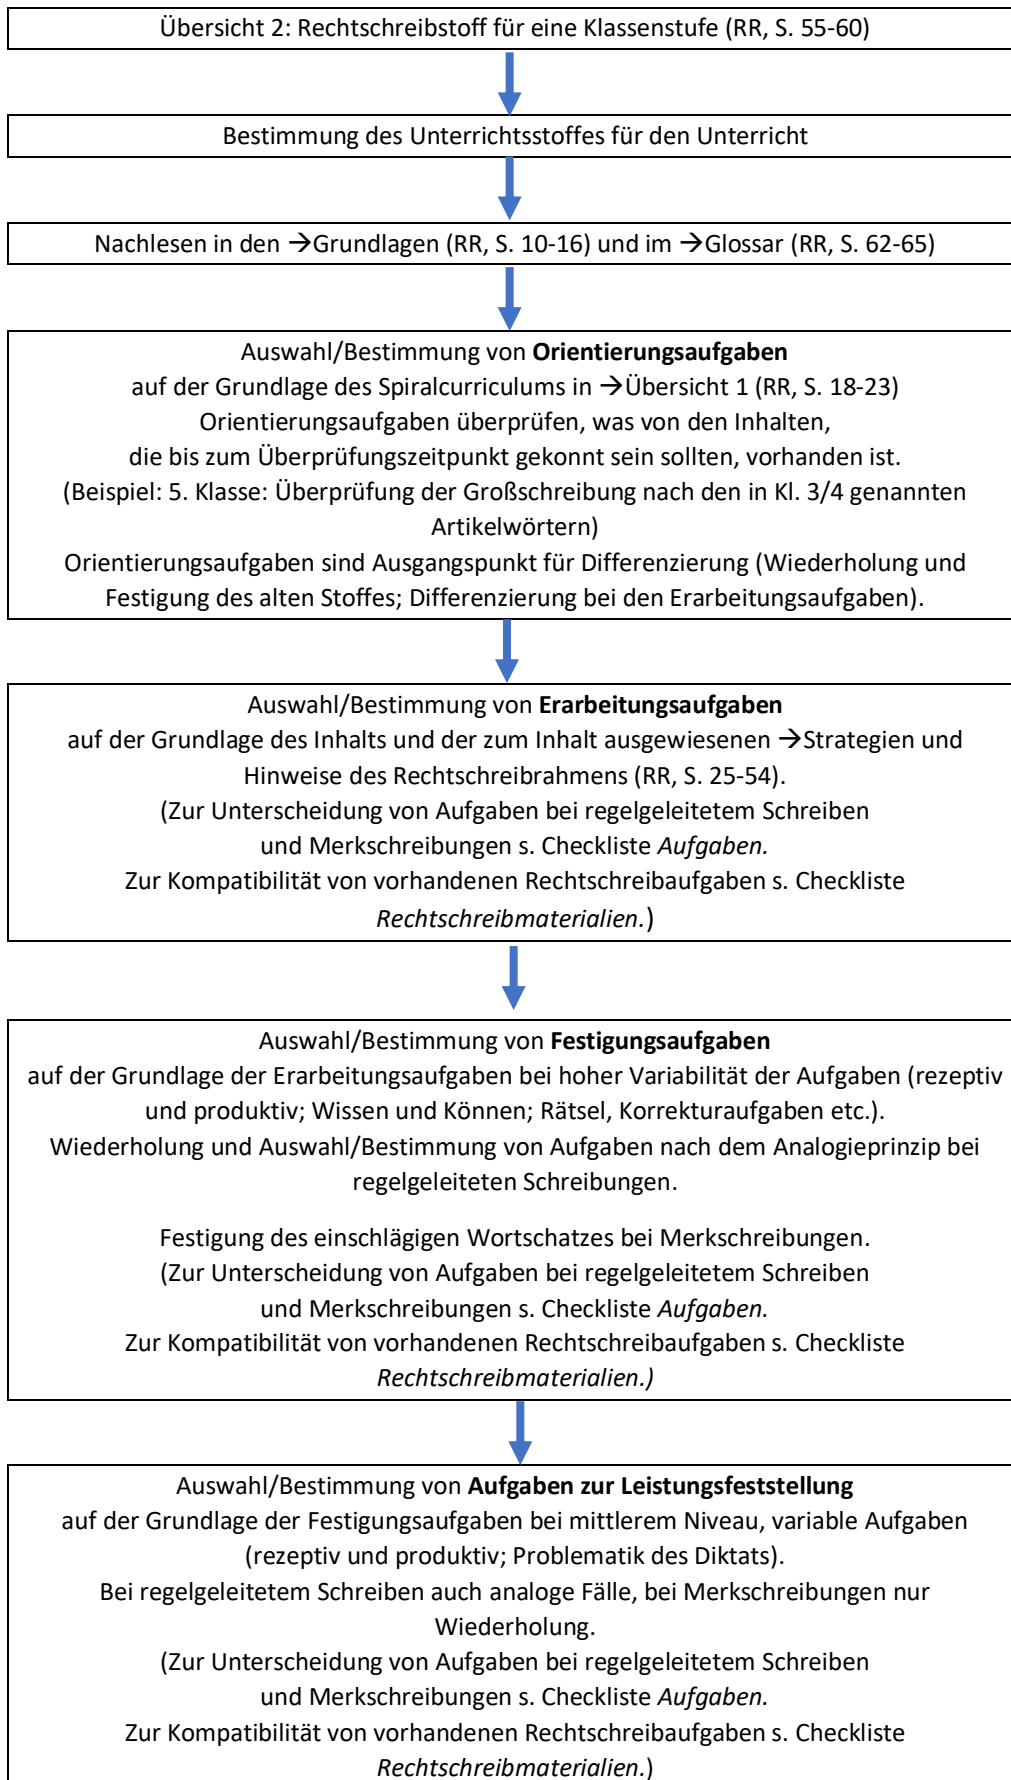 Übersicht 2: Rechtschreibstoff für eine Klassenstufe (RR, S. 55-60)
Bestimmung des Unterrichtsstoffes für den Unterricht
Nachlesen in den →Grundlagen (RR, S. 10-16) und im →Glossar (RR, S. 62-65)
Auswahl/Bestimmung von Orientierungsaufgaben
auf der Grundlage des Spiralcurriculums in →Übersicht 1 (RR, S. 18-23)
Orientierungsaufgaben überprüfen, was von den Inhalten,
die bis zum Überprüfungszeitpunkt gekonnt sein sollten, vorhanden ist.
(Beispiel: 5. Klasse: Überprüfung der Großschreibung nach den in Kl. 3/4 genannten
Artikelwörtern)
Orientierungsaufgaben sind Ausgangspunkt für Differenzierung (Wiederholung und
Festigung des alten Stoffes; Differenzierung bei den Erarbeitungsaufgaben).
Auswahl/Bestimmung von Erarbeitungsaufgaben
auf der Grundlage des Inhalts und der zum Inhalt ausgewiesenen →Strategien und
Hinweise des Rechtschreibrahmens (RR, S. 25-54).
(Zur Unterscheidung von Aufgaben bei regelgeleitetem Schreiben
und Merkschreibungen s. Checkliste Aufgaben.
Zur Kompatibilität von vorhandenen Rechtschreibaufgaben s. Checkliste
Rechtschreibmaterialien.)
Auswahl/Bestimmung von Festigungsaufgaben
auf der Grundlage der Erarbeitungsaufgaben bei hoher Variabilität der Aufgaben (rezeptiv
und produktiv; Wissen und Können; Rätsel, Korrekturaufgaben etc.).
Wiederholung und Auswahl/Bestimmung von Aufgaben nach dem Analogieprinzip bei
regelgeleiteten Schreibungen.
Festigung des einschlägigen Wortschatzes bei Merkschreibungen.
(Zur Unterscheidung von Aufgaben bei regelgeleitetem Schreiben
und Merkschreibungen s. Checkliste Aufgaben.
Zur Kompatibilität von vorhandenen Rechtschreibaufgaben s. Checkliste
Rechtschreibmaterialien.)
Auswahl/Bestimmung von Aufgaben zur Leistungsfeststellung
auf der Grundlage der Festigungsaufgaben bei mittlerem Niveau, variable Aufgaben
(rezeptiv und produktiv; Problematik des Diktats).
Bei regelgeleitetem Schreiben auch analoge Fälle, bei Merkschreibungen nur
Wiederholung.
(Zur Unterscheidung von Aufgaben bei regelgeleitetem Schreiben
und Merkschreibungen s. Checkliste Aufgaben.
Zur Kompatibilität von vorhandenen Rechtschreibaufgaben s. Checkliste
Rechtschreibmaterialien.)